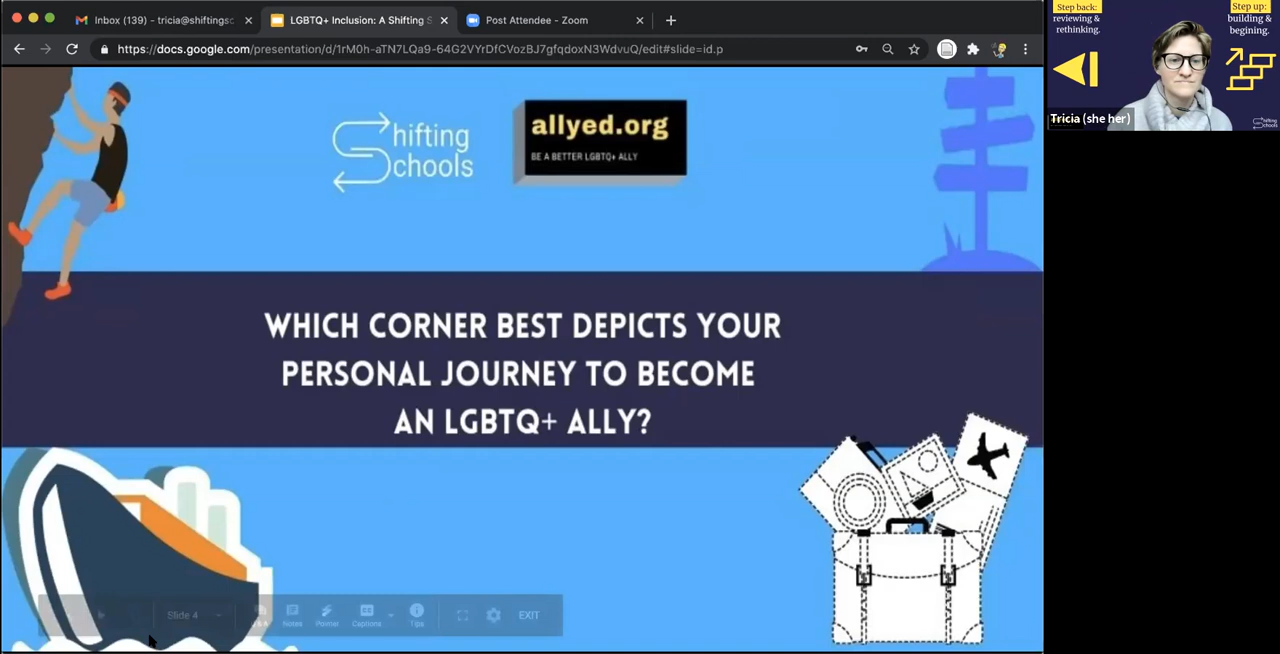 Inbox (139) - tricia@shiftingsc
LGBTQ+ Inclusion: A Shifting S
Post Attendee - Zoom
https://docs.google.com/presentation/d/1rM0h-aTN7LQa9-64G2VYrDfCVozBJ7gfqdoxN3WdvuQ/edit#slide=id.p
Step back:
reviewing &
rethinking.
Step up:
building &
begining.
Tricia (she her)
Shifting
Schools
hifting
chools
allyed.org
BE A BETTER LGBTQ+ ALLY
WHICH CORNER BEST DEPICTS YOUR
PERSONAL JOURNEY TO BECOME
AN LGBTQ+ ALLY?
Slide 4
Q&A
Notes
Pointer
Captions
Tips
EXIT